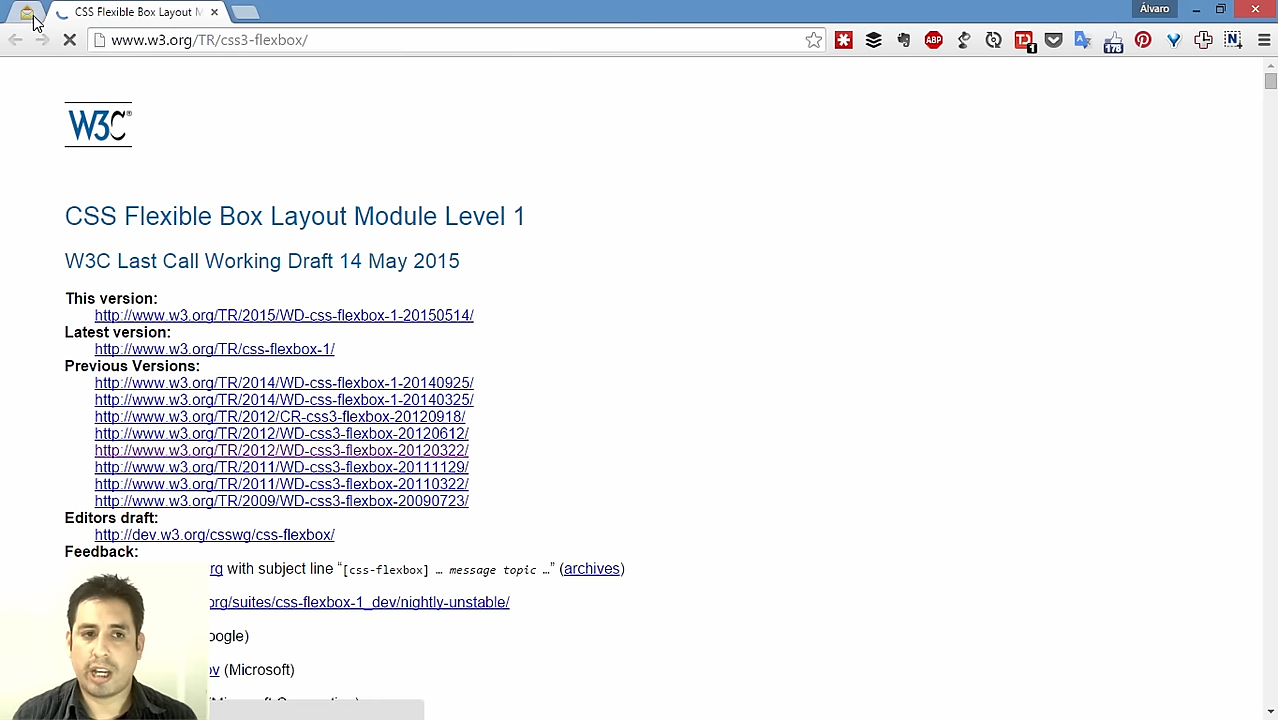 CSS Flexible Box Layout M
Álvaro
www.w3.org/TR/css3-flexbox/
ABP
1
178
N
W3C®
CSS Flexible Box Layout Module Level 1
W3C Last Call Working Draft 14 May 2015
This version:
http://www.w3.org/TR/2015/WD-css-flexbox-1-20150514/
Latest version:
http://www.w3.org/TR/css-flexbox-1/
Previous Versions:
http://www.w3.org/TR/2014/WD-css-flexbox-1-20140925/
http://www.w3.org/TR/2014/WD-css-flexbox-1-20140325/
http://www.w3.org/TR/2012/CR-css3-flexbox-20120918/
http://www.w3.org/TR/2012/WD-css3-flexbox-20120612/
http://www.w3.org/TR/2012/WD-css3-flexbox-20120322/
http://www.w3.org/TR/2011/WD-css3-flexbox-20111129/
http://www.w3.org/TR/2011/WD-css3-flexbox-20110322/
http://www.w3.org/TR/2009/WD-css3-flexbox-20090723/
Editors draft:
http://dev.w3.org/csswg/css-flexbox/
Feedback:
rg with subject line “[css-flexbox] … message topic …” (archives)
org/suites/css-flexbox-1_dev/nightly-unstable/
oogle)
ov (Microsoft)